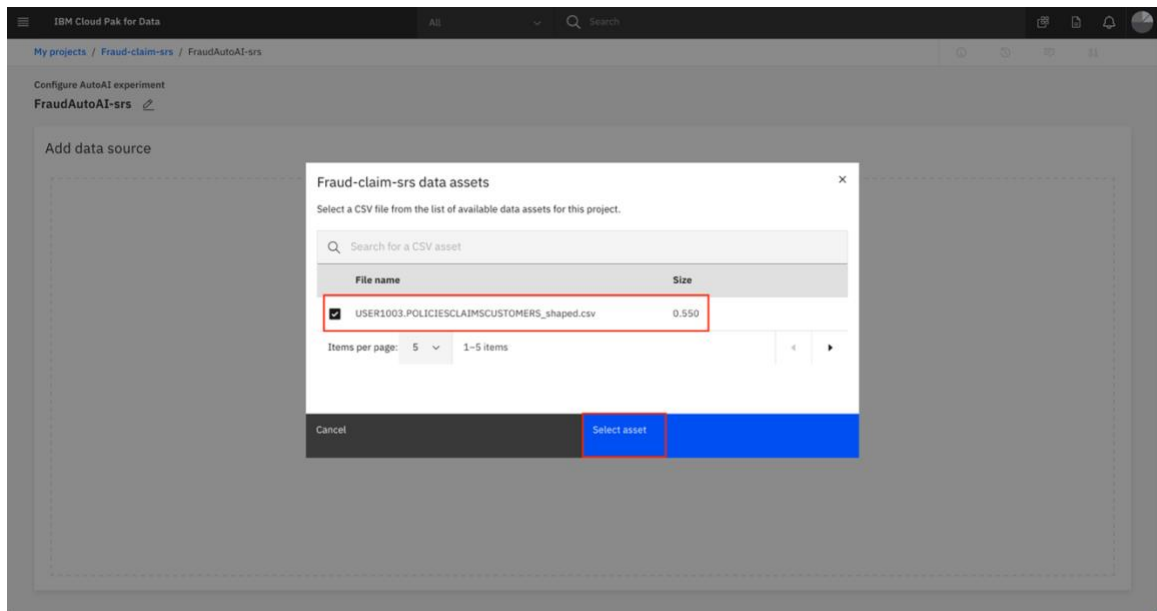 IBM Cloud Pak for Data
All
Search
My projects / Fraud-claim-srs / FraudAutoAI-srs
Configure AutoAI experiment
FraudAutoAI-srs
Add data source
Fraud-claim-srs data assets
Select a CSV file from the list of available data assets for this project.
Search for a CSV asset
File name Size
USER1003.POLICIESCLAIMSCUSTOMERS_shaped.csv 0.550
Items per page: 5 1–5 items
Cancel Select asset